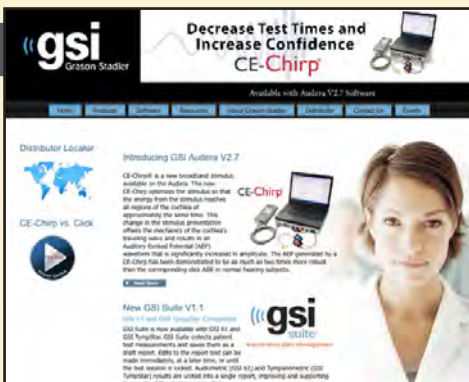 gsi
Grason Stadler
Decrease Test Times and
Increase Confidence
CE-Chirp®
Available with Audera V2.7 Software
Home
Products
Software
Resources
About Grason-Stadler
Distributor
Contact Us
Events
Distributor Locator
CE-Chirp vs. Click
Introducing GSI Audera V2.7
CE-Chirp® is a new broadband stimulus
available on the Audera. The new
CE-Chirp optimizes the stimulus so that
the energy from the stimulus reaches
all regions of the cochlea at
approximately the same time. This
change in the stimulus presentation
offsets the mechanics of the cochlea's
traveling wave and results in an
Auditory Evoked Potential (AEP)
waveform that is significantly increased in amplitude. The AEP generated by a
CE-Chirp has been demonstrated to be as much as two times more robust
than the corresponding click ABR in normal hearing subjects.
CE-Chirp
Read More
New GSI Suite V1.1
GSI 61 and GSI TympStar Compatible
GSI Suite is now available with GSI 61 and
GSI TympStar. GSI Suite collects patient
test measurements and saves them as a
draft report. Edits to the report text can be
made immediately, at a later time, or until
the test session is locked. Audiometric (GSI 61) and Tympanometric (GSI
TympStar) results are united into a single report, improving and supporting
gsi
suite